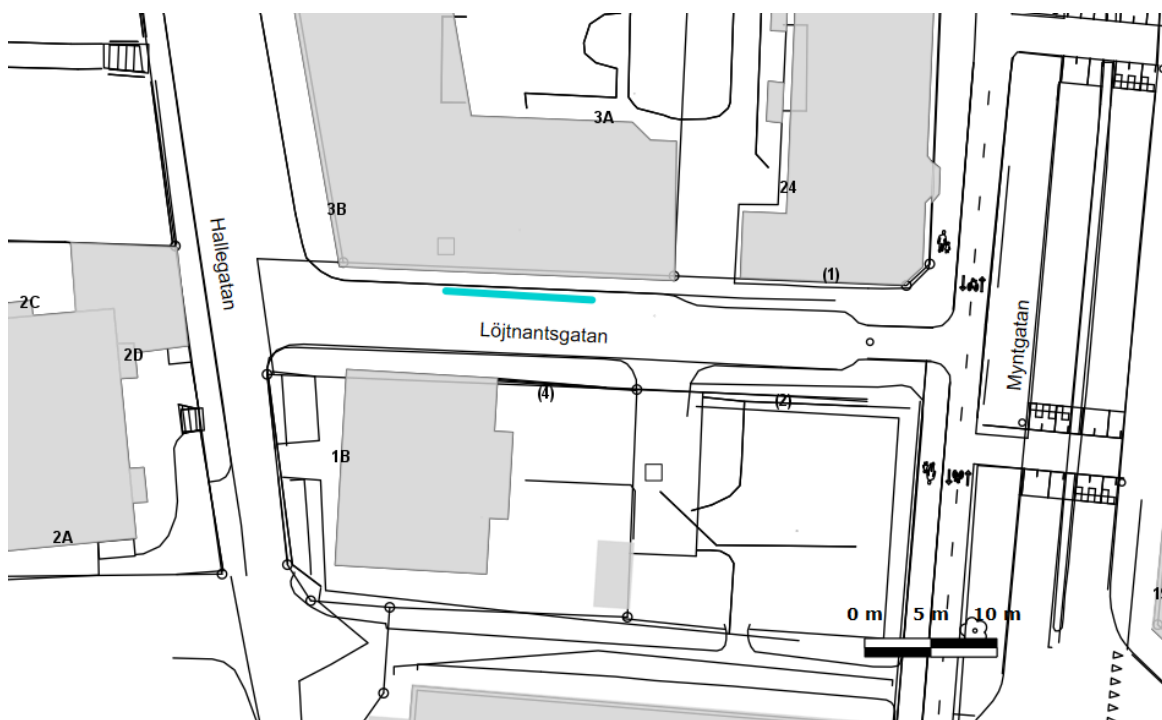 3A
24
3B
Hallegatan
(1)
2C
Löjtnantsgatan
Myntgatan
2D
(4)
(2)
1B
2A
0 m 5 m 10 m